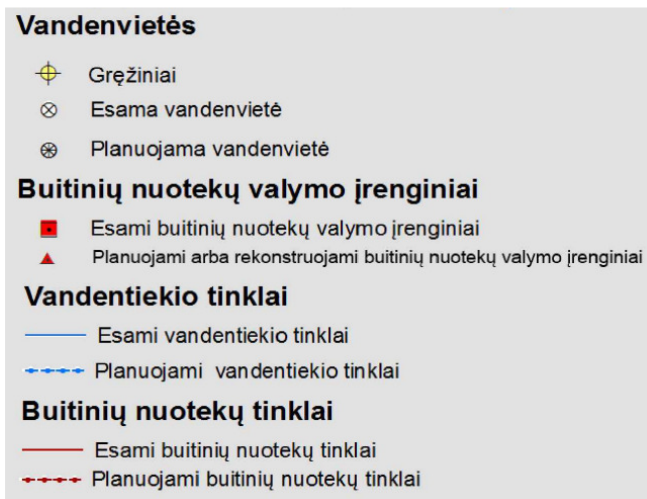 Vandenvietės
Gręžiniai
Esama vandenvietė
Planuojama vandenvietė
Buitinių nuotekų valymo įrenginiai
Esami buitinių nuotekų valymo įrenginiai
Planuojami arba rekonstruojami buitinių nuotekų valymo įrenginiai
Vandentiekio tinklai
Esami vandentiekio tinklai
Planuojami vandentiekio tinklai
Buitinių nuotekų tinklai
Esami buitinių nuotekų tinklai
Planuojami buitinių nuotekų tinklai